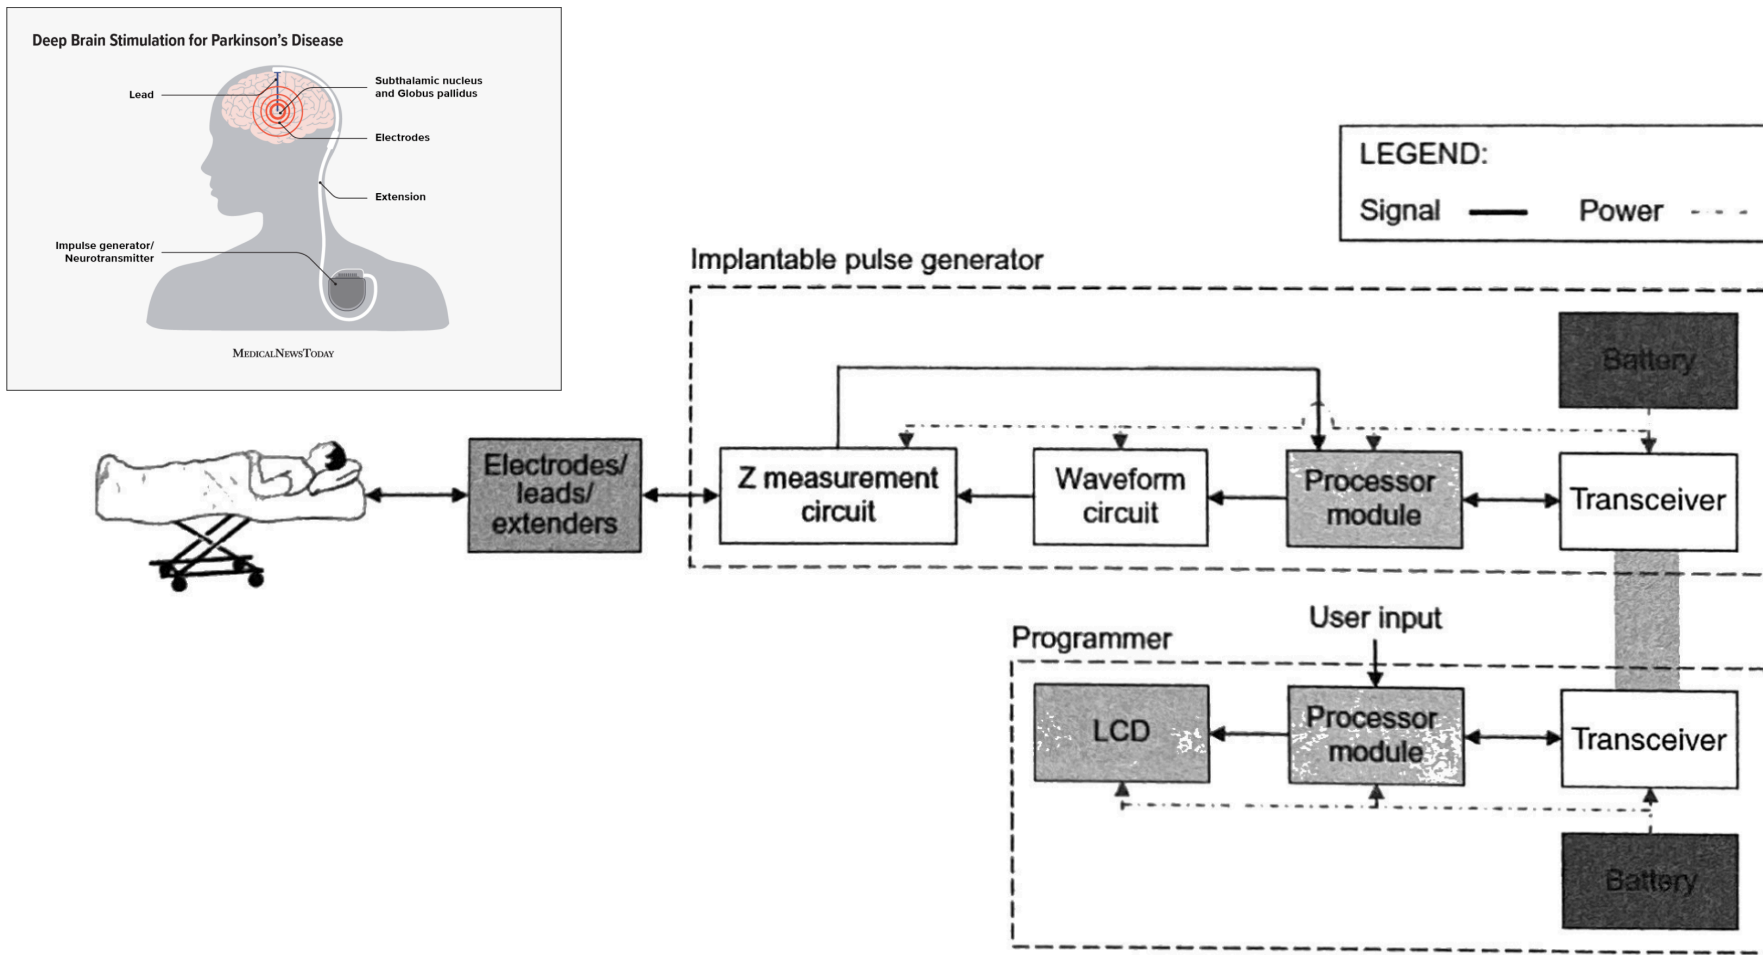 Deep Brain Stimulation for Parkinson's Disease
Lead
Subthalamic nucleus
and Globus pallidus
Electrodes
Extension
Impulse generator/
Neurotransmitter
MEDICALNEWSTODAY
LEGEND:
Signal
Power
Implantable pulse generator
Battery
Electrodes/
leads/
extenders
Z measurement
circuit
Waveform
circuit
Processor
module
Transceiver
User input
Programmer
LCD
Processor
module
Transceiver
Battery